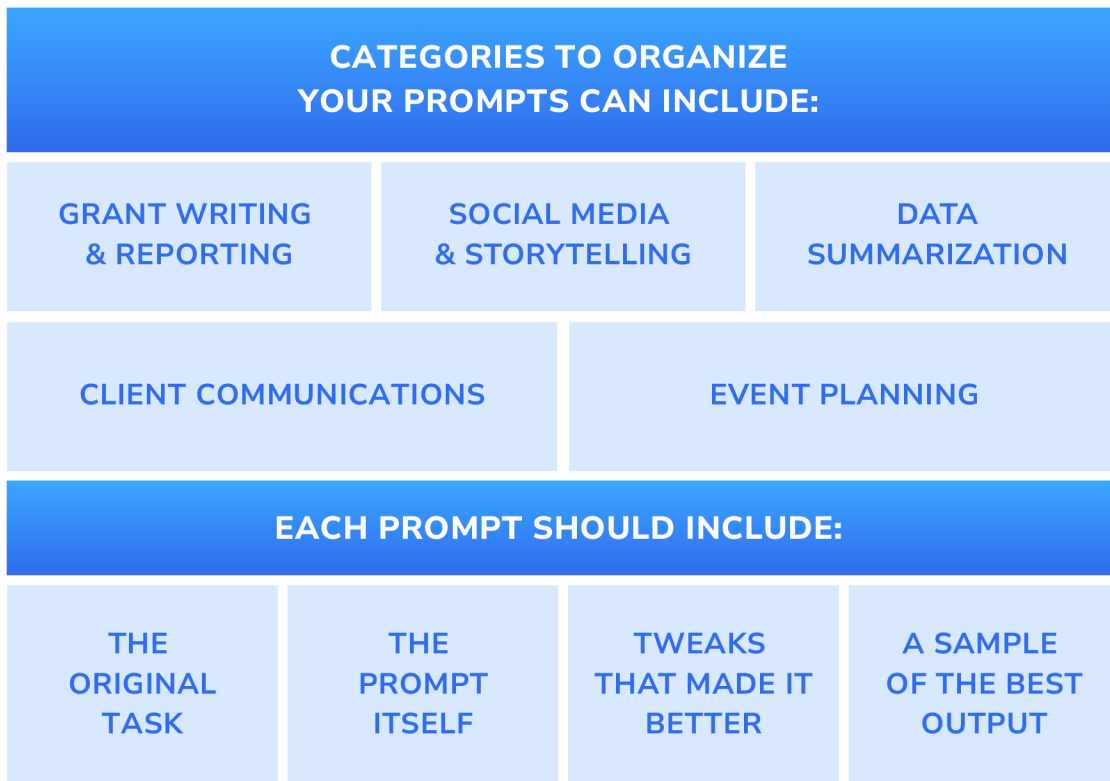 CATEGORIES TO ORGANIZE
YOUR PROMPTS CAN INCLUDE:
GRANT WRITING
& REPORTING
SOCIAL MEDIA
& STORYTELLING
DATA
SUMMARIZATION
CLIENT COMMUNICATIONS
EVENT PLANNING
EACH PROMPT SHOULD INCLUDE:
THE
ORIGINAL
TASK
THE
PROMPT
ITSELF
TWEAKS
THAT MADE IT
BETTER
A SAMPLE
OF THE BEST
OUTPUT